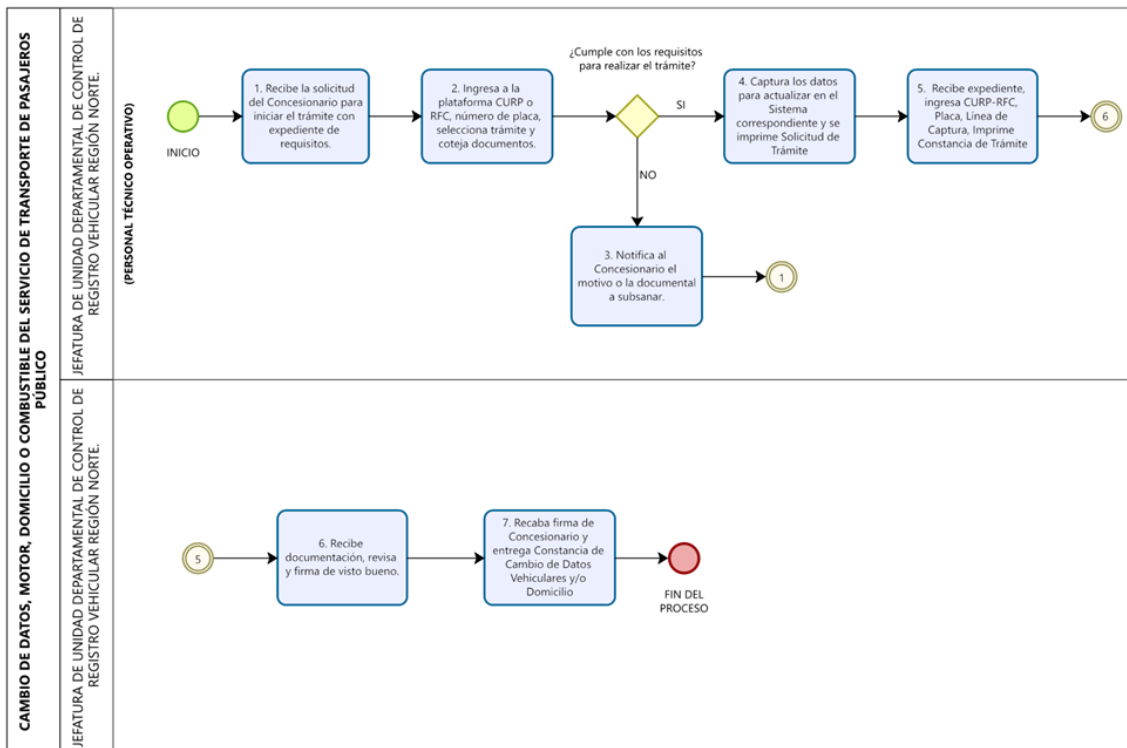 CAMBIO DE DATOS, MOTOR, DOMICILIO O COMBUSTIBLE DEL SERVICIO DE TRANSPORTE DE PASAJEROS
PÚBLICO
JEFATURA DE UNIDAD DEPARTAMENTAL DE CONTROL DE
REGISTRO VEHICULAR REGIÓN NORTE.
(PERSONAL TÉCNICO OPERATIVO)
INICIO
1. Recibe la solicitud
del Concesionario para
iniciar el trámite con
expediente de
requisitos.
2. Ingresa a la
plataforma CURP o
RFC, número de placa,
selecciona trámite y
coteja documentos.
¿Cumple con los requisitos
para realizar el trámite?
SI
NO
4. Captura los datos
para actualizar en el
Sistema
correspondiente y se
imprime Solicitud de
Trámite
5. Recibe expediente,
ingresa CURP-RFC,
Placa, Línea de
Captura, Imprime
Constancia de Trámite
6
3. Notifica al
Concesionario el
motivo o la documental
a subsanar.
1
JEFATURA DE UNIDAD DEPARTAMENTAL DE CONTROL DE
REGISTRO VEHICULAR REGIÓN NORTE.
5
6. Recibe
documentación, revisa
y firma de visto bueno.
7. Recaba firma de
Concesionario y
entrega Constancia de
Cambio de Datos
Vehiculares y/o
Domicilio
FIN DEL
PROCESO